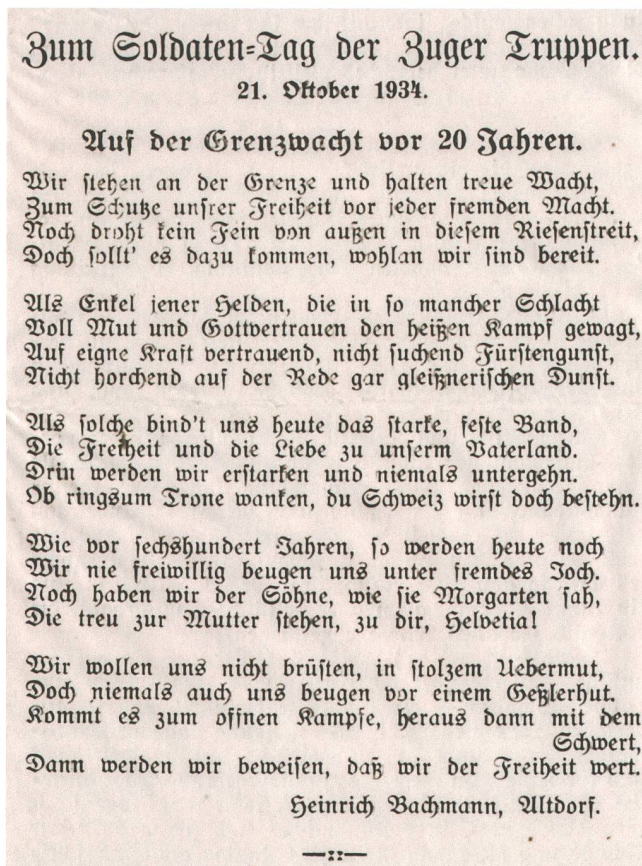 Zum Soldaten-Tag der Zuger Truppen.
21. Oktober 1934.
Auf der Grenzwacht vor 20 Jahren.
Wir stehen an der Grenze und halten treue Wacht,
Zum Schutze unsrer Freiheit vor jeder fremden Macht.
Noch droht kein Fein von außen in diesem Riesenstreit,
Doch sollt' es dazu kommen, wohlan wir sind bereit.
Als Enkel jener Helden, die in so mancher Schlacht
Voll Mut und Gottvertrauen den heißen Kampf gewagt,
Auf eigne Kraft vertrauend, nicht suchend Fürstengunst,
Nicht horchend auf der Rede gar gleißnerischen Dunst.
Als solche bind't uns heute das starke, feste Band,
Die Freiheit und die Liebe zu unserm Vaterland.
Drin werden wir erstarken und niemals untergehn.
Ob ringsum Trone wanken, du Schweiz wirst doch bestehn.
Wie vor sechshundert Jahren, so werden heute noch
Wir nie freiwillig beugen uns unter fremdes Joch.
Noch haben wir der Söhne, wie sie Morgarten sah,
Die treu zur Mutter stehen, zu dir, Helvetia!
Wir wollen uns nicht brüsten, in stolzem Uebermut,
Doch niemals auch uns beugen vor einem Geßlerhut.
Kommt es zum offnen Kampfe, heraus dann mit dem
Schwert,
Dann werden wir beweisen, daß wir der Freiheit wert.
Heinrich Bachmann, Altdorf.